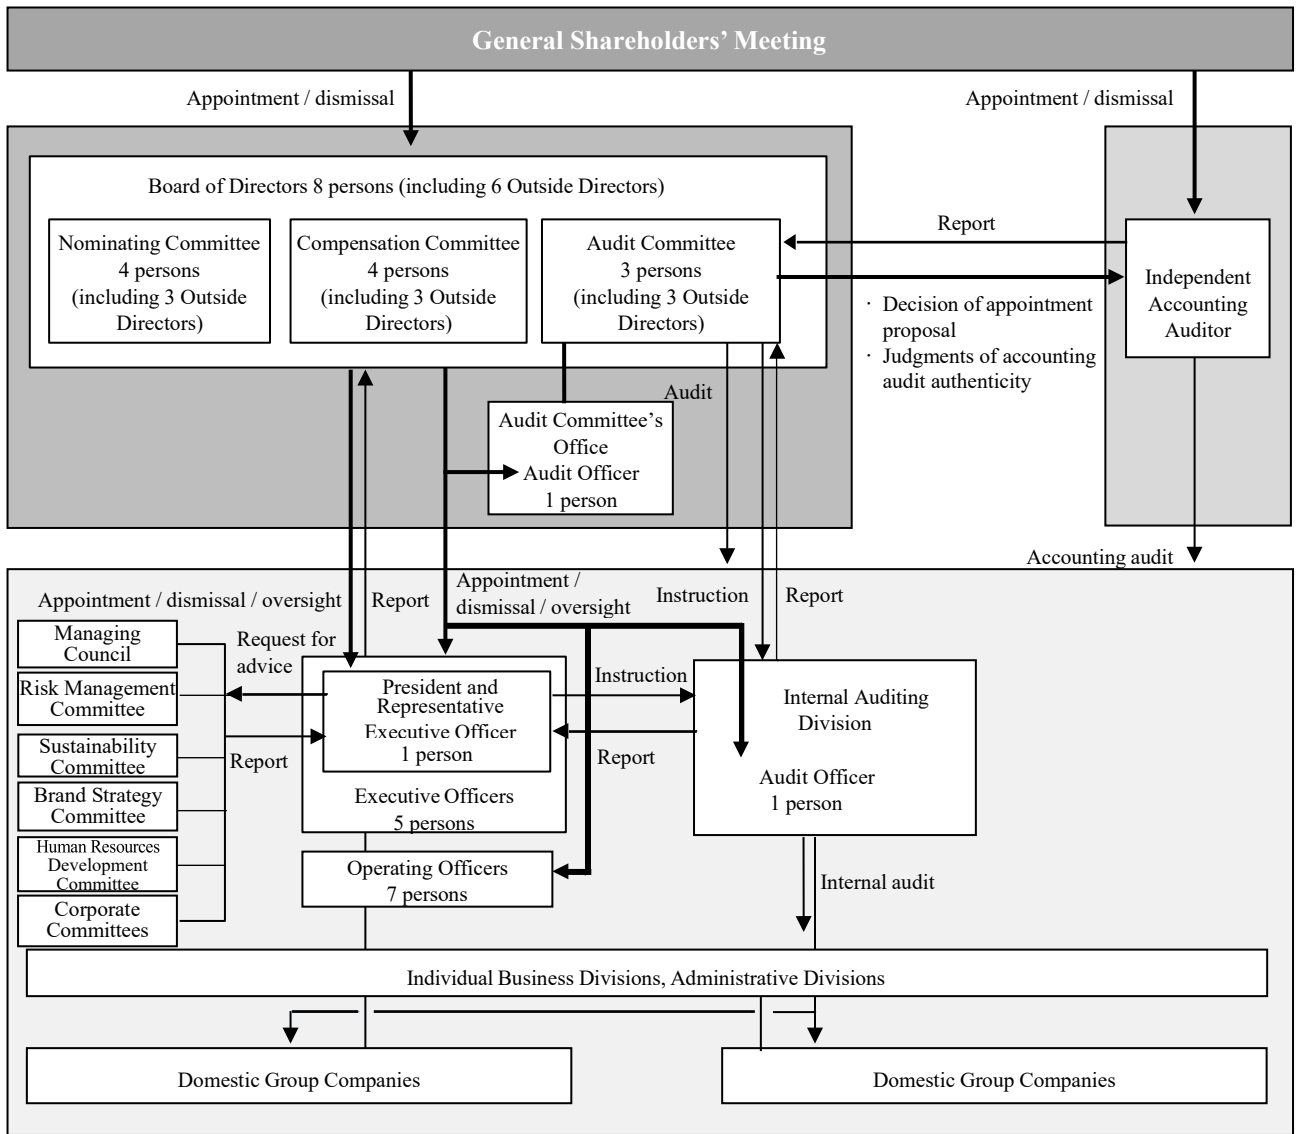 General Shareholders' Meeting
Appointment / dismissal
Appointment / dismissal
Board of Directors 8 persons (including 6 Outside Directors)
Nominating Committee
4 persons
(including 3 Outside
Directors)
Compensation Committee
4 persons
(including 3 Outside
Directors)
Audit Committee
3 persons
(including 3 Outside
Directors)
Report
· Decision of appointment
proposal
· Judgments of accounting
audit authenticity
Independent
Accounting
Auditor
Audit
Audit Committee's
Office
Audit Officer
1 person
Accounting audit
Appointment / dismissal / oversight
Report
Appointment /
dismissal / oversight
Instruction
Report
Managing
Council
Risk Management
Committee
Sustainability
Committee
Brand Strategy
Committee
Human Resources
Development
Committee
Corporate
Committees
Request for
advice
Report
President and
Representative
Executive Officer
1 person
Executive Officers
5 persons
Operating Officers
7 persons
Instruction
Report
Internal Auditing
Division
Audit Officer
1 person
Internal audit
Individual Business Divisions, Administrative Divisions
Domestic Group Companies
Domestic Group Companies